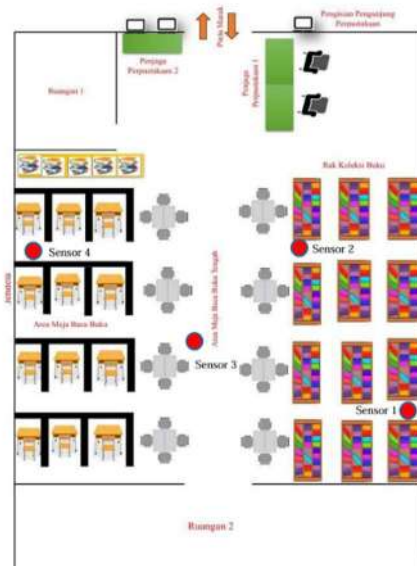 Pengisian Pengunjung
Perpustakaan
Pintu Masuk
Ruangan 1
Penjaga
Perpustakaan 2
Penjaga
Perpustakaan 1
Rak Koleksi Buku
Sensor 4
Sensor 2
Jendela
Area Meja Baca Buku Tengah
Area Meja Baca Buku
Sensor 3
Sensor 1
Ruangan 2